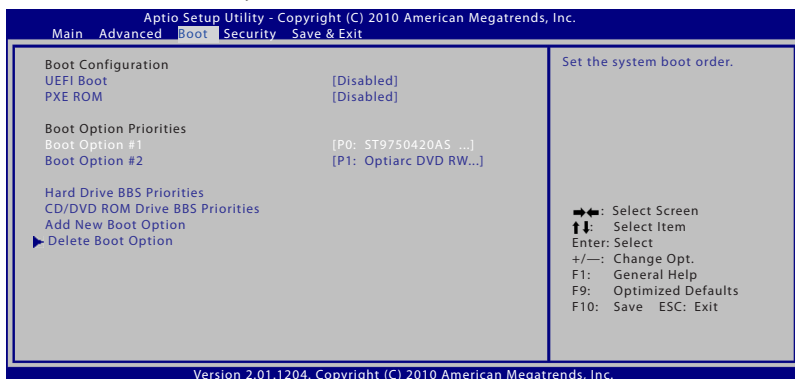 Aptio Setup Utility - Copyright (C) 2010 American Megatrends, Inc.
Main Advanced Boot Security Save & Exit
Boot Configuration
UEFI Boot [Disabled]
PXE ROM [Disabled]
Boot Option Priorities
Boot Option #1 [P0: ST9750420AS ...]
Boot Option #2 [P1: Optiarc DVD RW...]
Hard Drive BBS Priorities
CD/DVD ROM Drive BBS Priorities
Add New Boot Option
Delete Boot Option
Set the system boot order.
→←: Select Screen
↑↓: Select Item
Enter: Select
+/—: Change Opt.
F1: General Help
F9: Optimized Defaults
F10: Save ESC: Exit
Version 2.01.1204. Copyright (C) 2010 American Megatrends, Inc.